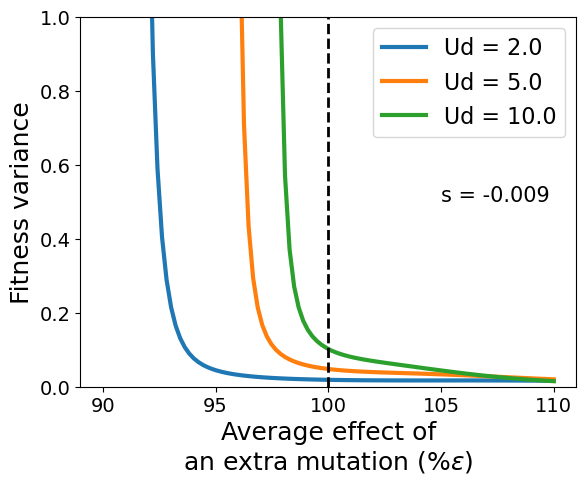 1.0
0.8
0.6
0.4
0.2
0.0
Fitness variance
Ud = 2.0
Ud = 5.0
Ud = 10.0
s = -0.009
90 95 100 105 110
Average effect of
an extra mutation (%ε)